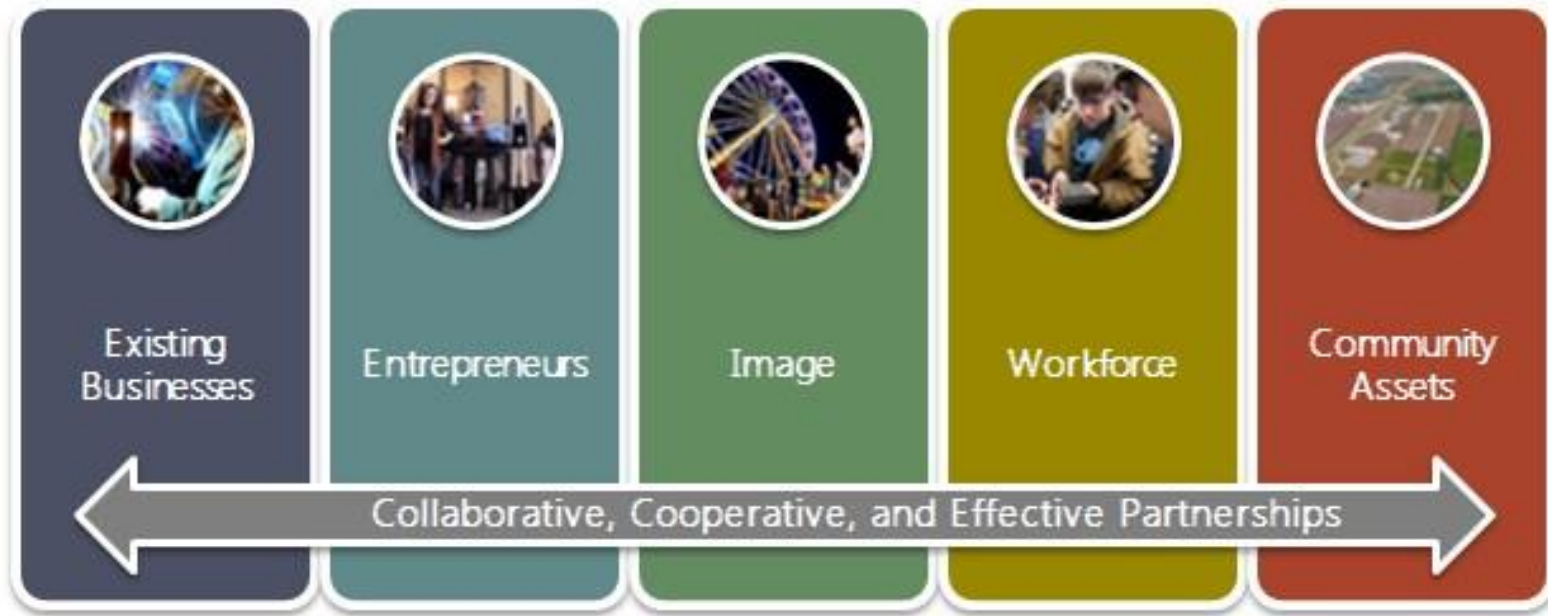 Existing
Businesses
Entrepreneurs
Image
Workforce
Community
Assets
Collaborative, Cooperative, and Effective Partnerships